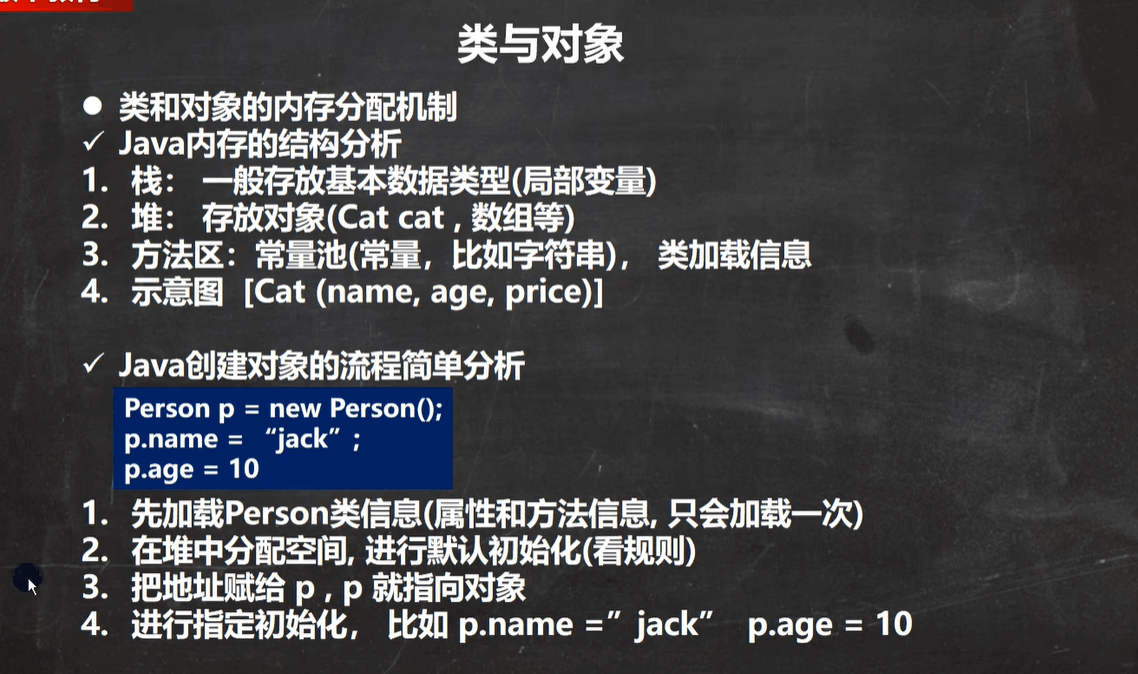 类与对象
● 类和对象的内存分配机制
✓ Java内存的结构分析
1. 栈： 一般存放基本数据类型(局部变量)
2. 堆： 存放对象(Cat cat , 数组等)
3. 方法区：常量池(常量，比如字符串)， 类加载信息
4. 示意图 [Cat (name, age, price)]
✓ Java创建对象的流程简单分析
Person p = new Person();
p.name = “jack” ;
p.age = 10
1. 先加载Person类信息(属性和方法信息, 只会加载一次)
2. 在堆中分配空间, 进行默认初始化(看规则)
3. 把地址赋给 p , p 就指向对象
4. 进行指定初始化， 比如 p.name =” jack” p.age = 10